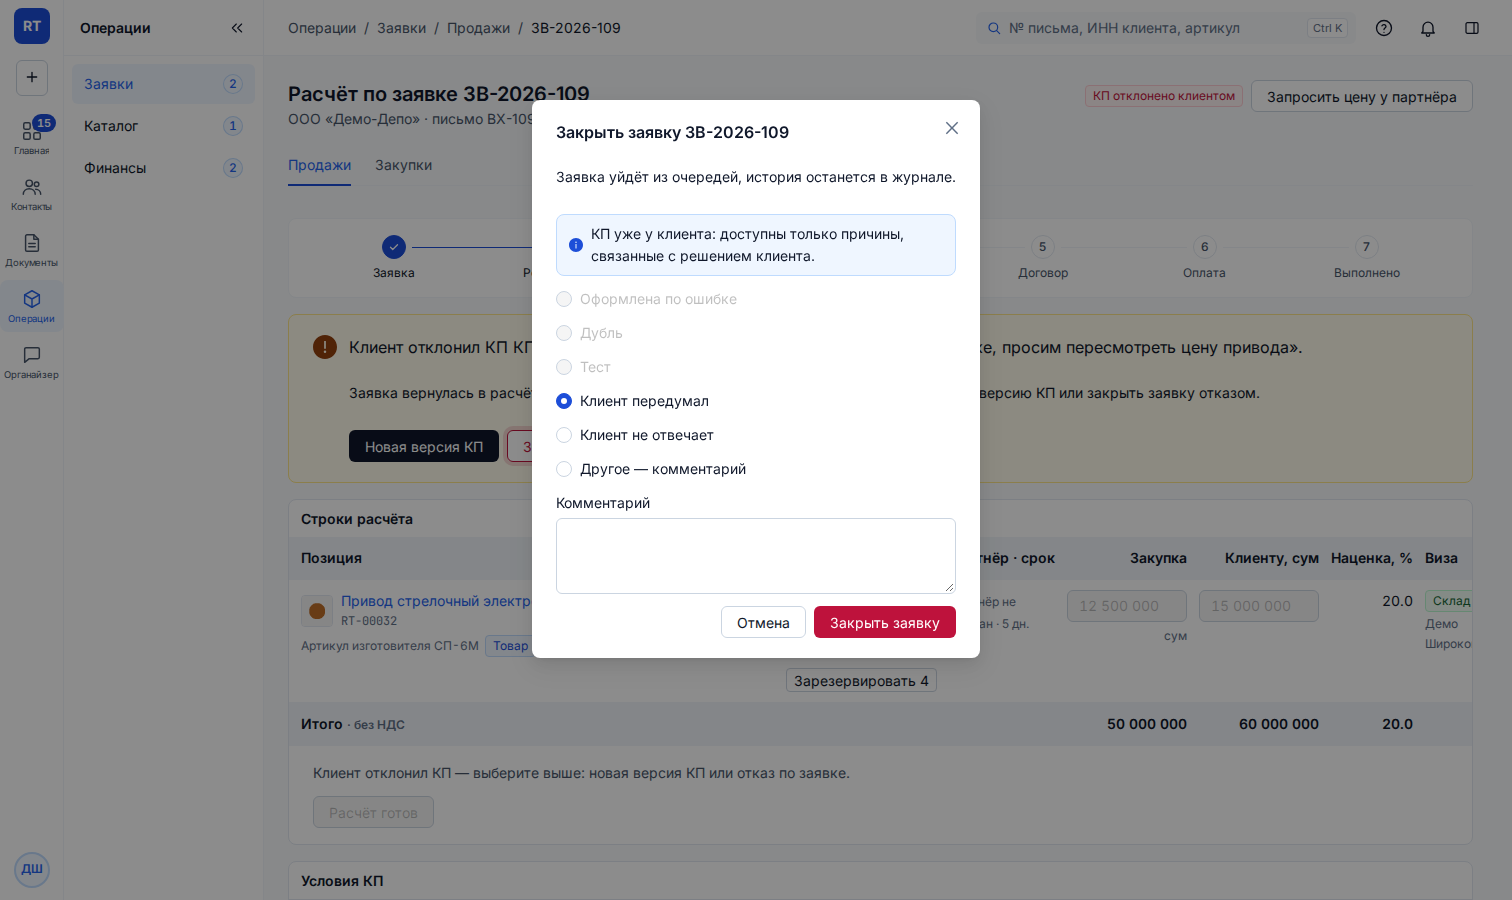 RT
Операции
Операции / Заявки / Продажи / ЗВ-2026-109
№ письма, ИНН клиента, артикул
Ctrl K
15
Главная
Контакты
Документы
Операции
Органайзер
ДШ
Заявки 2
Каталог 1
Финансы 2
Расчёт по заявке ЗВ-2026-109
ООО «Демо-Депо» · письмо ВХ-109
КП отклонено клиентом
Запросить цену у партнёра
Продажи
Закупки
Заявка
5
Договор
6
Оплата
7
Выполнено
Клиент отклонил КП
просим пересмотреть цену привода».
Заявка вернулась в
версию КП или закрыть заявку отказом.
Новая версия КП
Закрыть заявку ЗВ-2026-109
Заявка уйдёт из очередей, история останется в журнале.
КП уже у клиента: доступны только причины,
связанные с решением клиента.
Оформлена по ошибке
Дубль
Тест
Клиент передумал
Клиент не отвечает
Другое — комментарий
Комментарий
Отмена
Закрыть заявку
Строки расчёта
Позиция
· срок
Закупка
Клиенту, сум
Наценка, %
Виза
Привод стрелочный
RT-00032
Артикул изготовителя СП-6М
Товар
не
· 5 дн.
12 500 000
сум
15 000 000
20.0
Склад
Демо
Зарезервировать 4
Итого · без НДС
50 000 000
60 000 000
20.0
Клиент отклонил КП — выберите выше: новая версия КП или отказ по заявке.
Расчёт готов
Условия КП